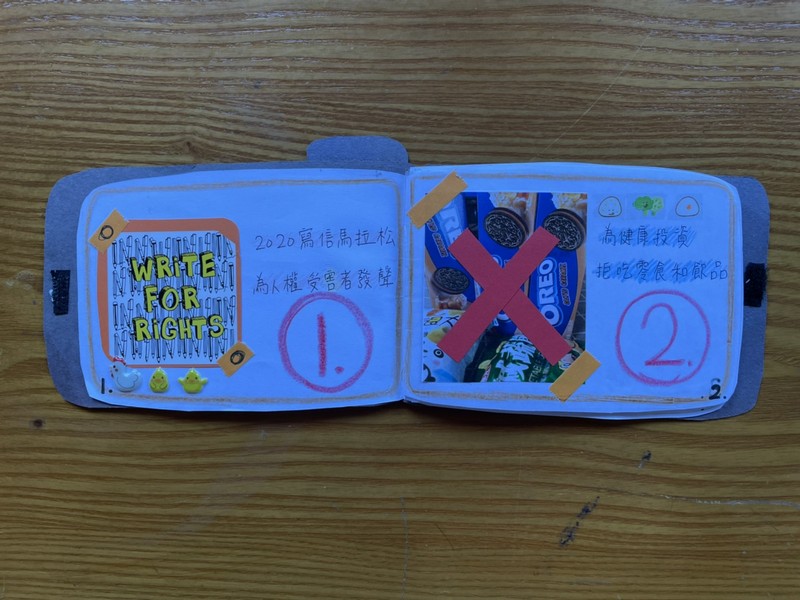 WRITE
FOR
RIGHTS
2020寫信馬拉松
為人權受害者發聲
1.
1.
OREO
為健康投資
拒吃零食和飲品
2.
2.